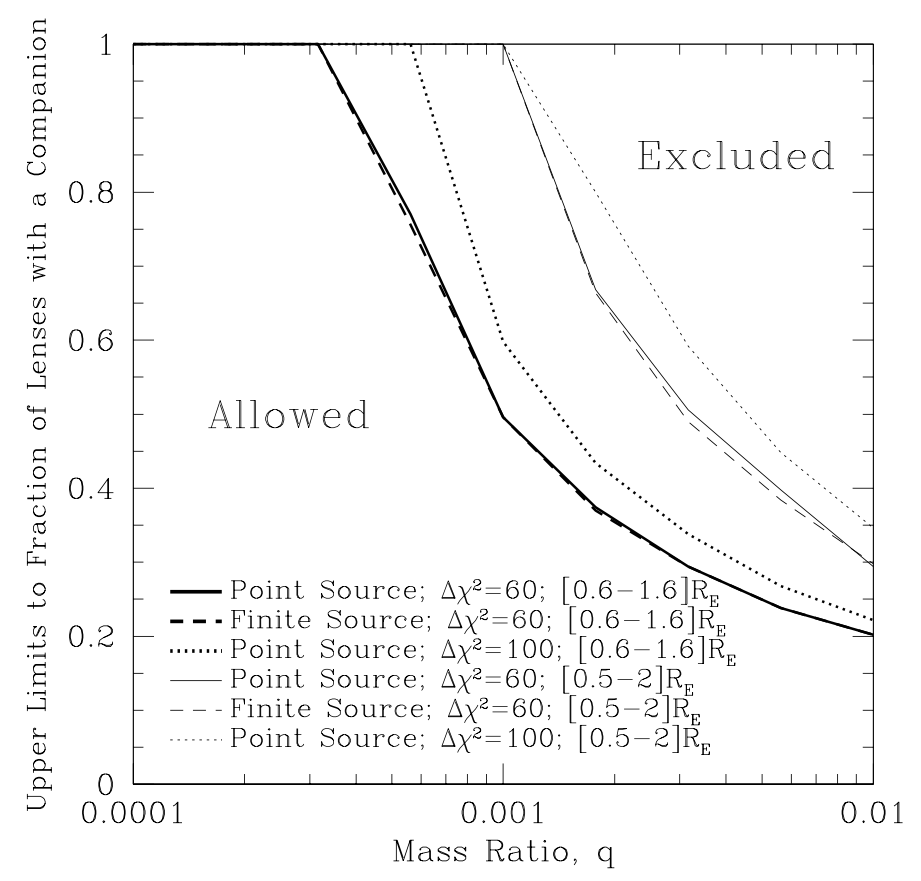 Upper Limits to Fraction of Lenses with a Companion
1
0.8
0.6
0.4
0.2
0
Excluded
Allowed
Point Source; Δχ²=60; [0.6−1.6]R_E
Finite Source; Δχ²=60; [0.6−1.6]R_E
Point Source; Δχ²=100; [0.6−1.6]R_E
Point Source; Δχ²=60; [0.5−2]R_E
Finite Source; Δχ²=60; [0.5−2]R_E
Point Source; Δχ²=100; [0.5−2]R_E
0.0001 0.001 0.01
Mass Ratio, q